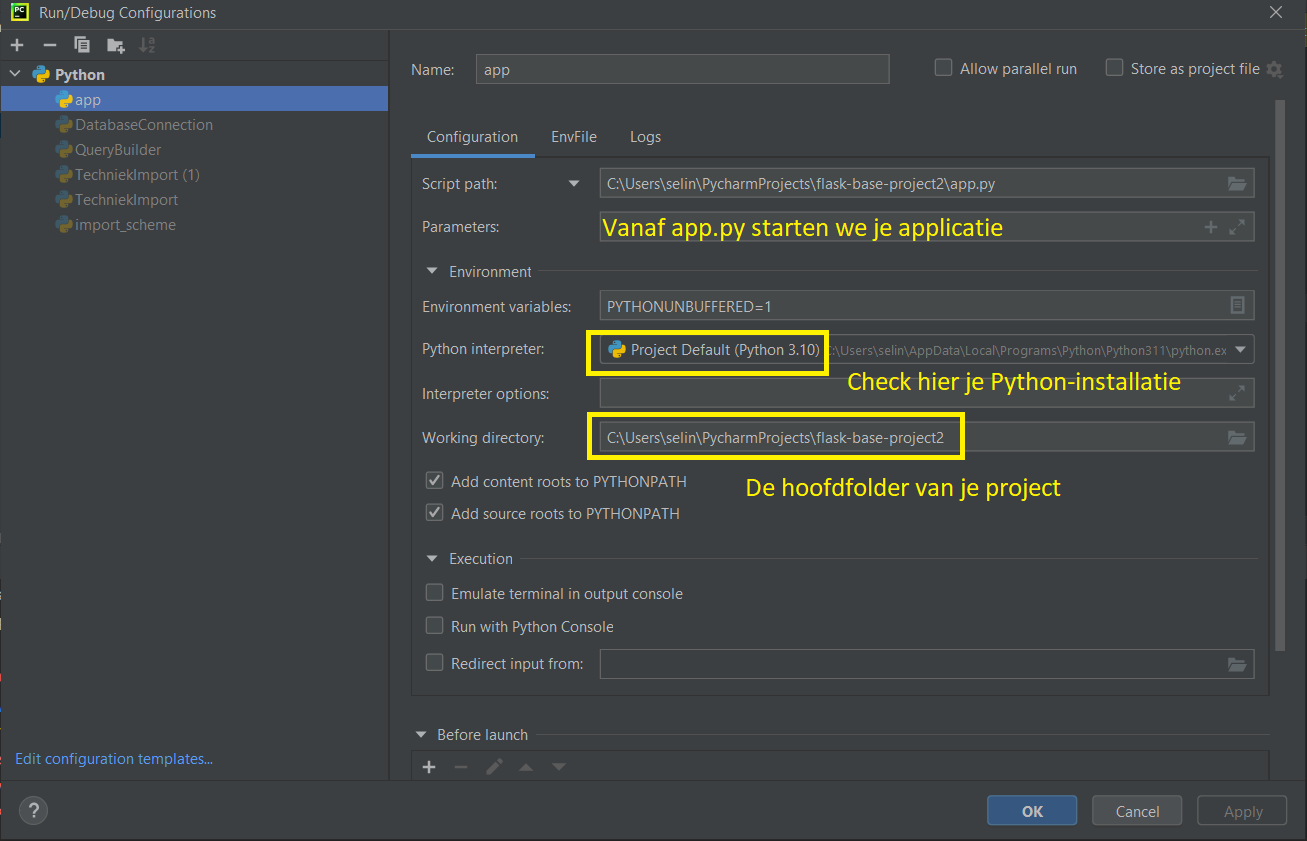 PC Run/Debug Configurations
Python
app
DatabaseConnection
QueryBuilder
TechniekImport (1)
TechniekImport
import_scheme
Edit configuration templates...
?
Name: app
Allow parallel run
Store as project file
Configuration EnvFile Logs
Script path: C:\Users\selin\PycharmProjects\flask-base-project2\app.py
Parameters: Vanaf app.py starten we je applicatie
Environment
Environment variables: PYTHONUNBUFFERED=1
Python interpreter: Project Default (Python 3.10) :\Users\selin\AppData\Local\Programs\Python\Python311\python.ex
Check hier je Python-installatie
Interpreter options:
Working directory: C:\Users\selin\PycharmProjects\flask-base-project2
Add content roots to PYTHONPATH
De hoofdfolder van je project
Add source roots to PYTHONPATH
Execution
Emulate terminal in output console
Run with Python Console
Redirect input from:
Before launch
OK Cancel Apply